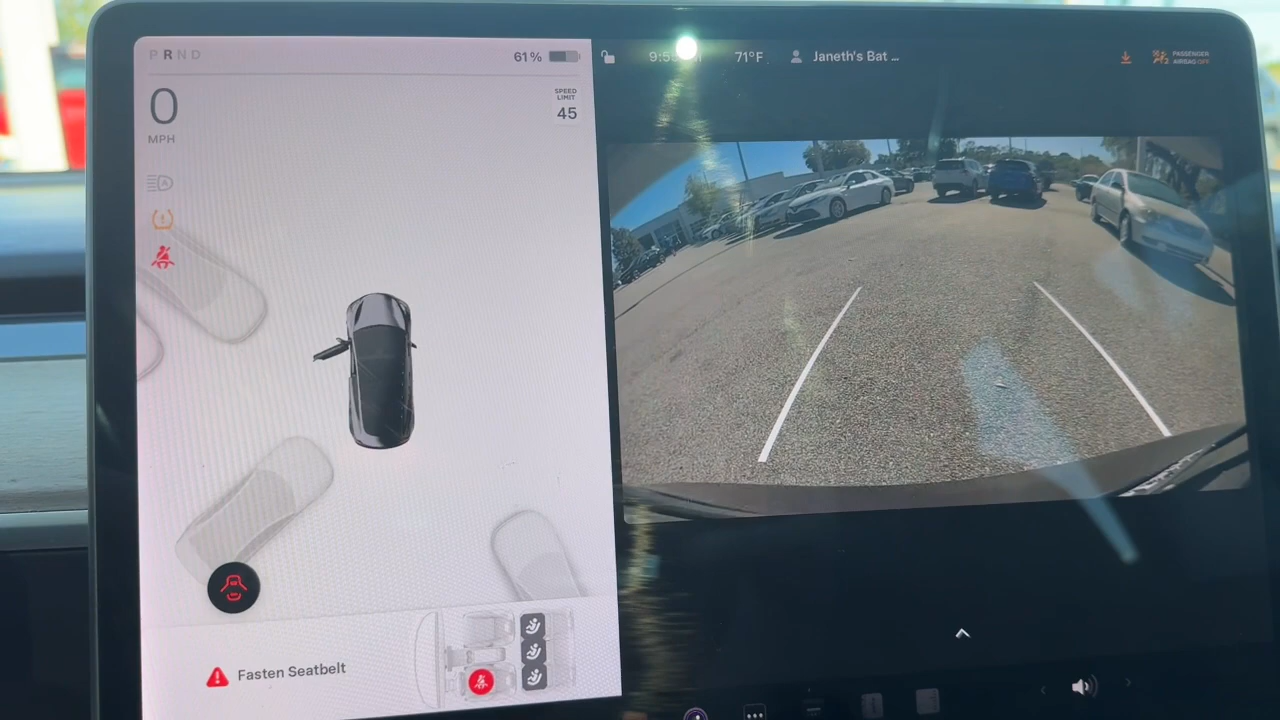 P R N D
61%
71°F
Janeth's Bat ...
PASSENGER
AIRBAG OFF
0
MPH
SPEED
LIMIT
45
Fasten Seatbelt